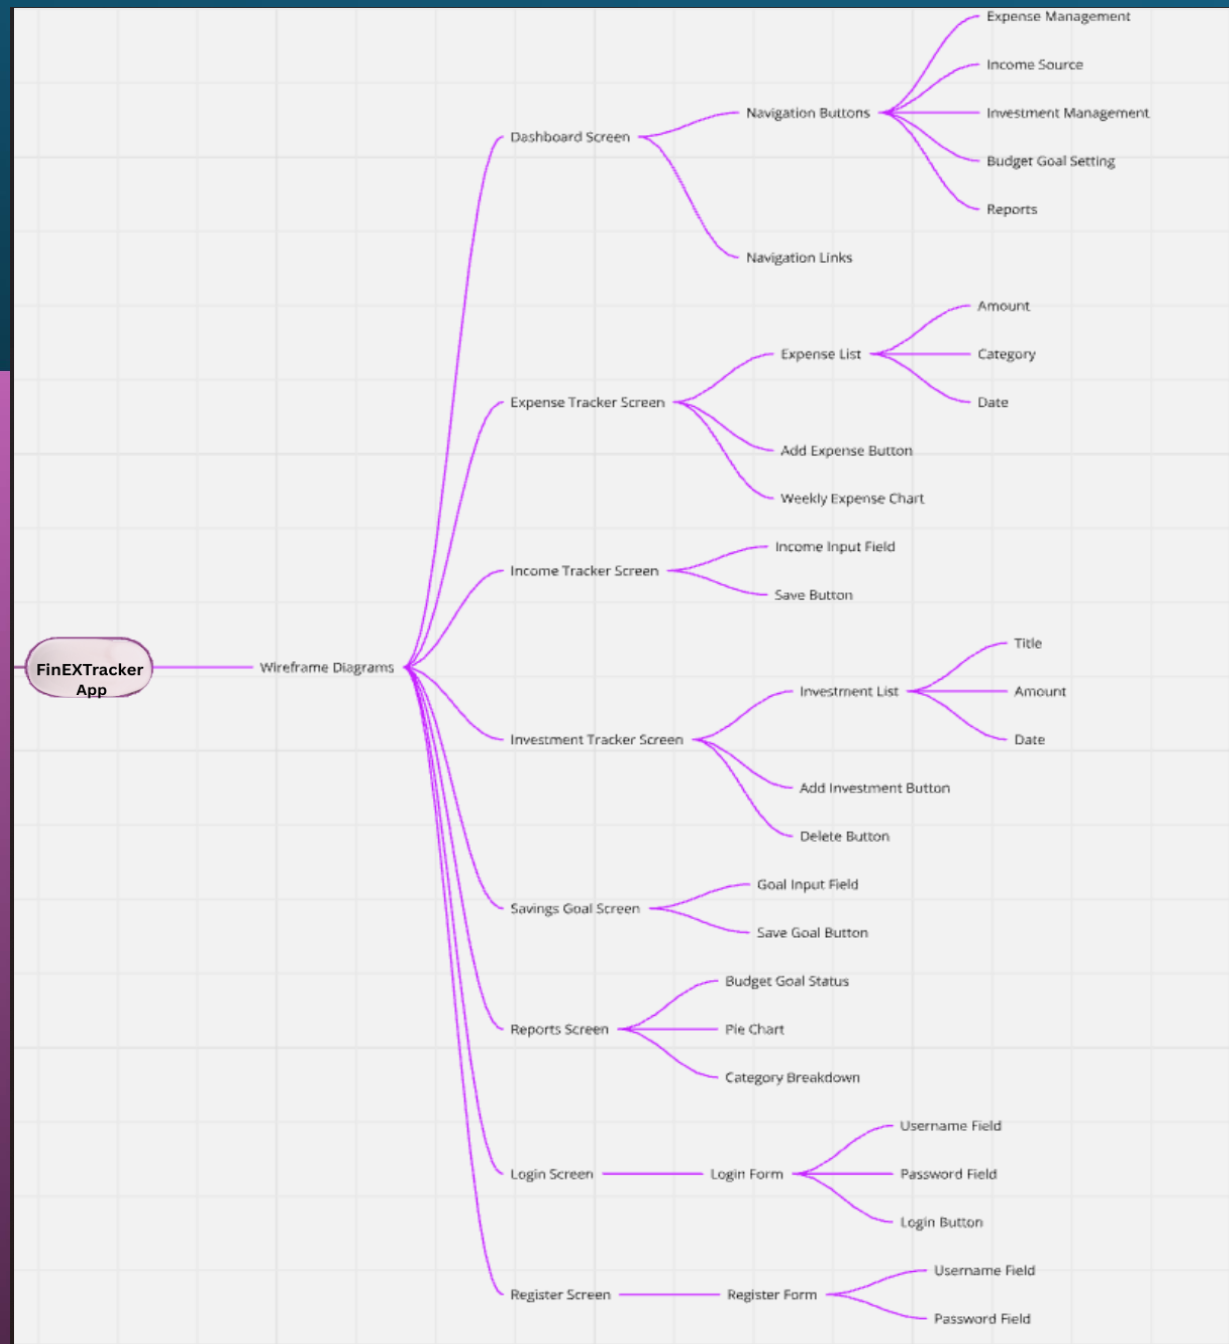 FinEXTracker
App
Wireframe Diagrams
Dashboard Screen
Navigation Buttons
Expense Management
Income Source
Investment Management
Budget Goal Setting
Reports
Navigation Links
Expense Tracker Screen
Expense List
Amount
Category
Date
Add Expense Button
Weekly Expense Chart
Income Tracker Screen
Income Input Field
Save Button
Investment Tracker Screen
Investment List
Title
Amount
Date
Add Investment Button
Delete Button
Savings Goal Screen
Goal Input Field
Save Goal Button
Reports Screen
Budget Goal Status
Pie Chart
Category Breakdown
Login Screen
Login Form
Username Field
Password Field
Login Button
Register Screen
Register Form
Username Field
Password Field